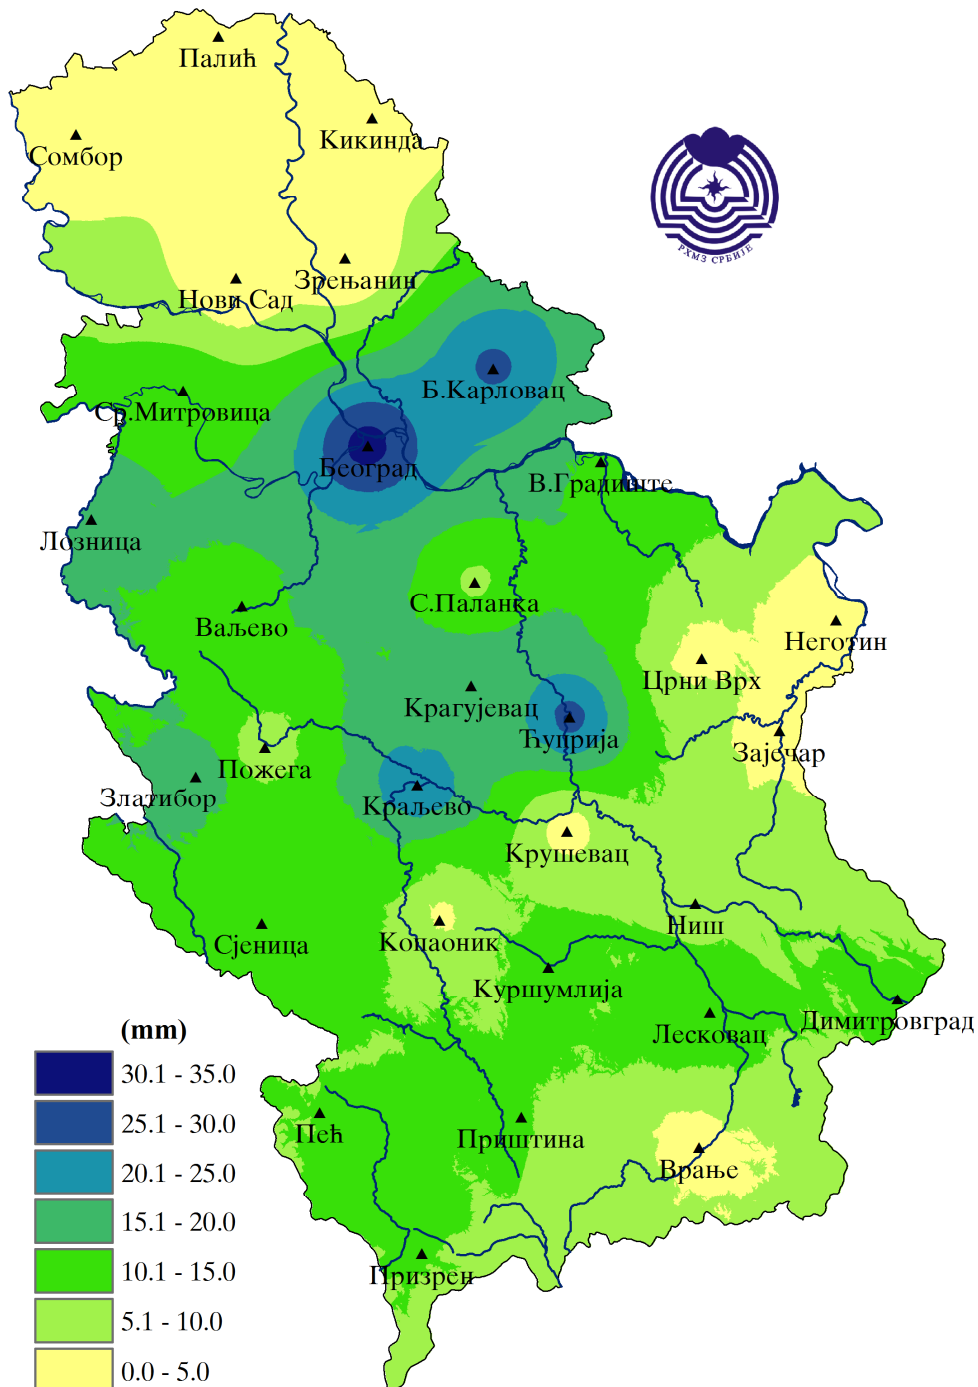 Палић
Кикинда
Сомбор
РХМЗ СРБИЈЕ
Зрењанин
Нови Сад
Б.Карловац
Ср.Митровица
Београд
В.Градиште
Лозница
С.Паланка
Ваљево
Неготин
Црни Врх
Крагујевац
Ћуприја
Зајечар
Пожега
Златибор
Краљево
Крушевац
Ниш
Сјеница
Копаоник
Куршумлија
Лесковац
Димитровград
(mm)
30.1 - 35.0
25.1 - 30.0
Пећ
Приштина
20.1 - 25.0
Врање
15.1 - 20.0
10.1 - 15.0
Призрен
5.1 - 10.0
0.0 - 5.0